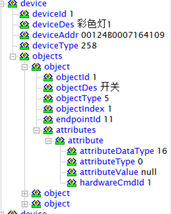 device
deviceId 1
deviceDes 彩色灯1
deviceAddr 00124B0007164109
deviceType 258
objects
object
objectId 1
objectDes 开关
objectType 5
objectIndex 1
endpointId 11
attributes
attribute
attributeDataType 16
attributeType 0
attributeValue null
hardwareCmdId 1
object
object
device